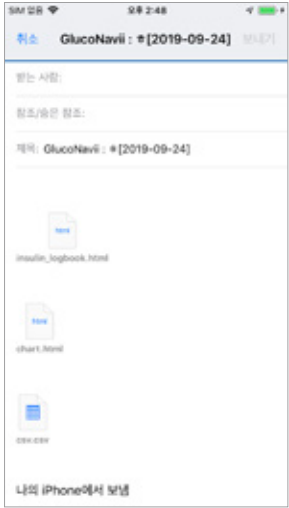 SIM 없음 오후 2:48
취소 GlucoNavii : ㅎ[2019-09-24] 보내기
받는 사람:
참조/숨은 참조:
제목: GlucoNavii : ㅎ[2019-09-24]
html
insulin_logbook.html
html
chart.html
csv.csv
나의 iPhone에서 보냄